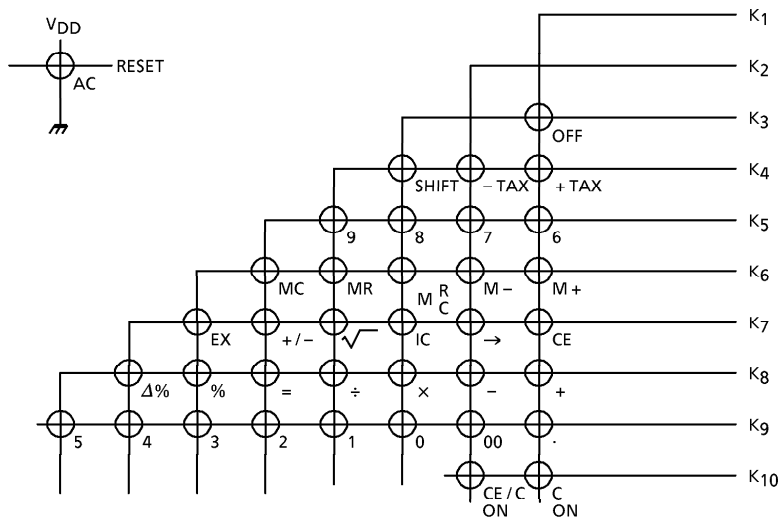 K1
VDD
RESET
K2
AC
K3
OFF
K4
SHIFT − TAX + TAX
K5
9 8 7 6
K6
MC MR M R C M − M +
K7
EX + / − √ IC → CE
K8
Δ% % = ÷ × − +
K9
5 4 3 2 1 0 00 .
K10
CE / C C
ON ON